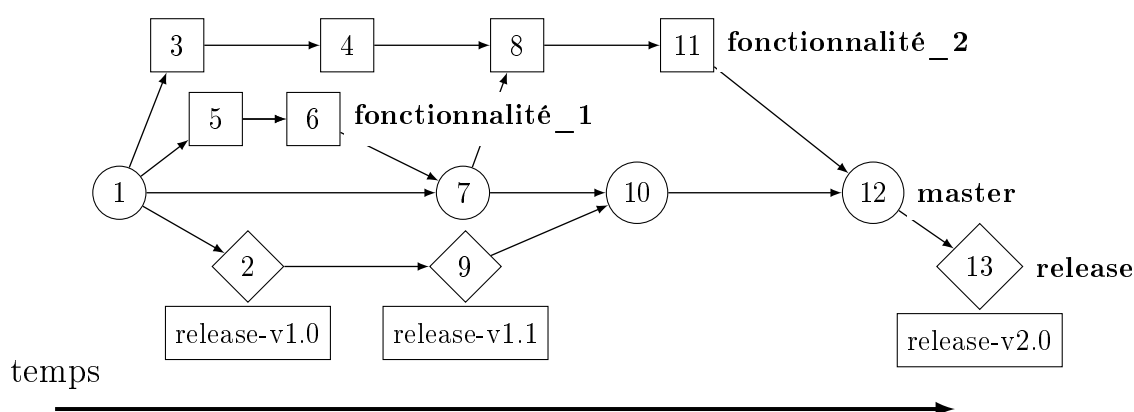 3 4 8 11 fonctionnalité_2
5 6 fonctionnalité_1
1 7 10 12 master
2 9 13 release
release-v1.0 release-v1.1 release-v2.0
temps